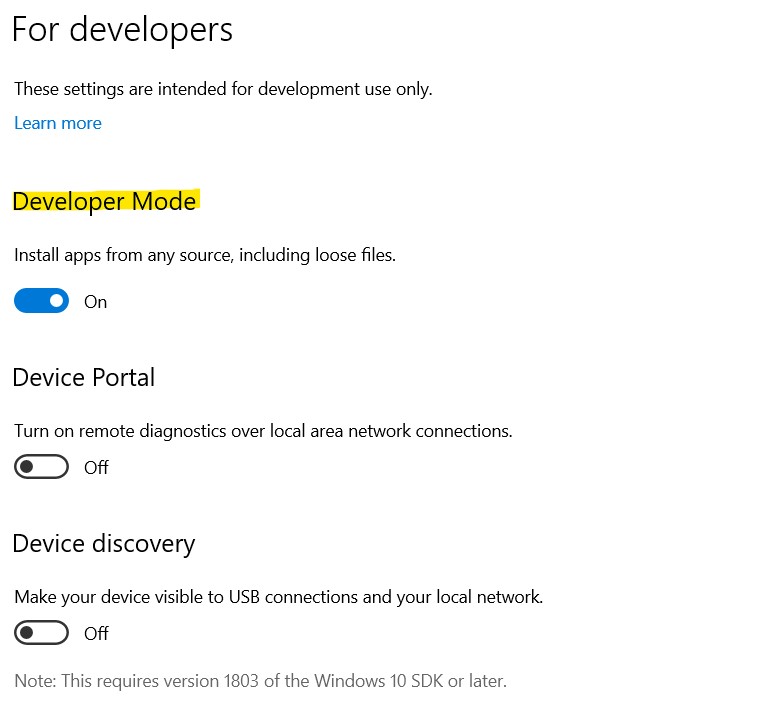 For developers
These settings are intended for development use only.
Learn more
Developer Mode
Install apps from any source, including loose files.
On
Device Portal
Turn on remote diagnostics over local area network connections.
Off
Device discovery
Make your device visible to USB connections and your local network.
Off
Note: This requires version 1803 of the Windows 10 SDK or later.